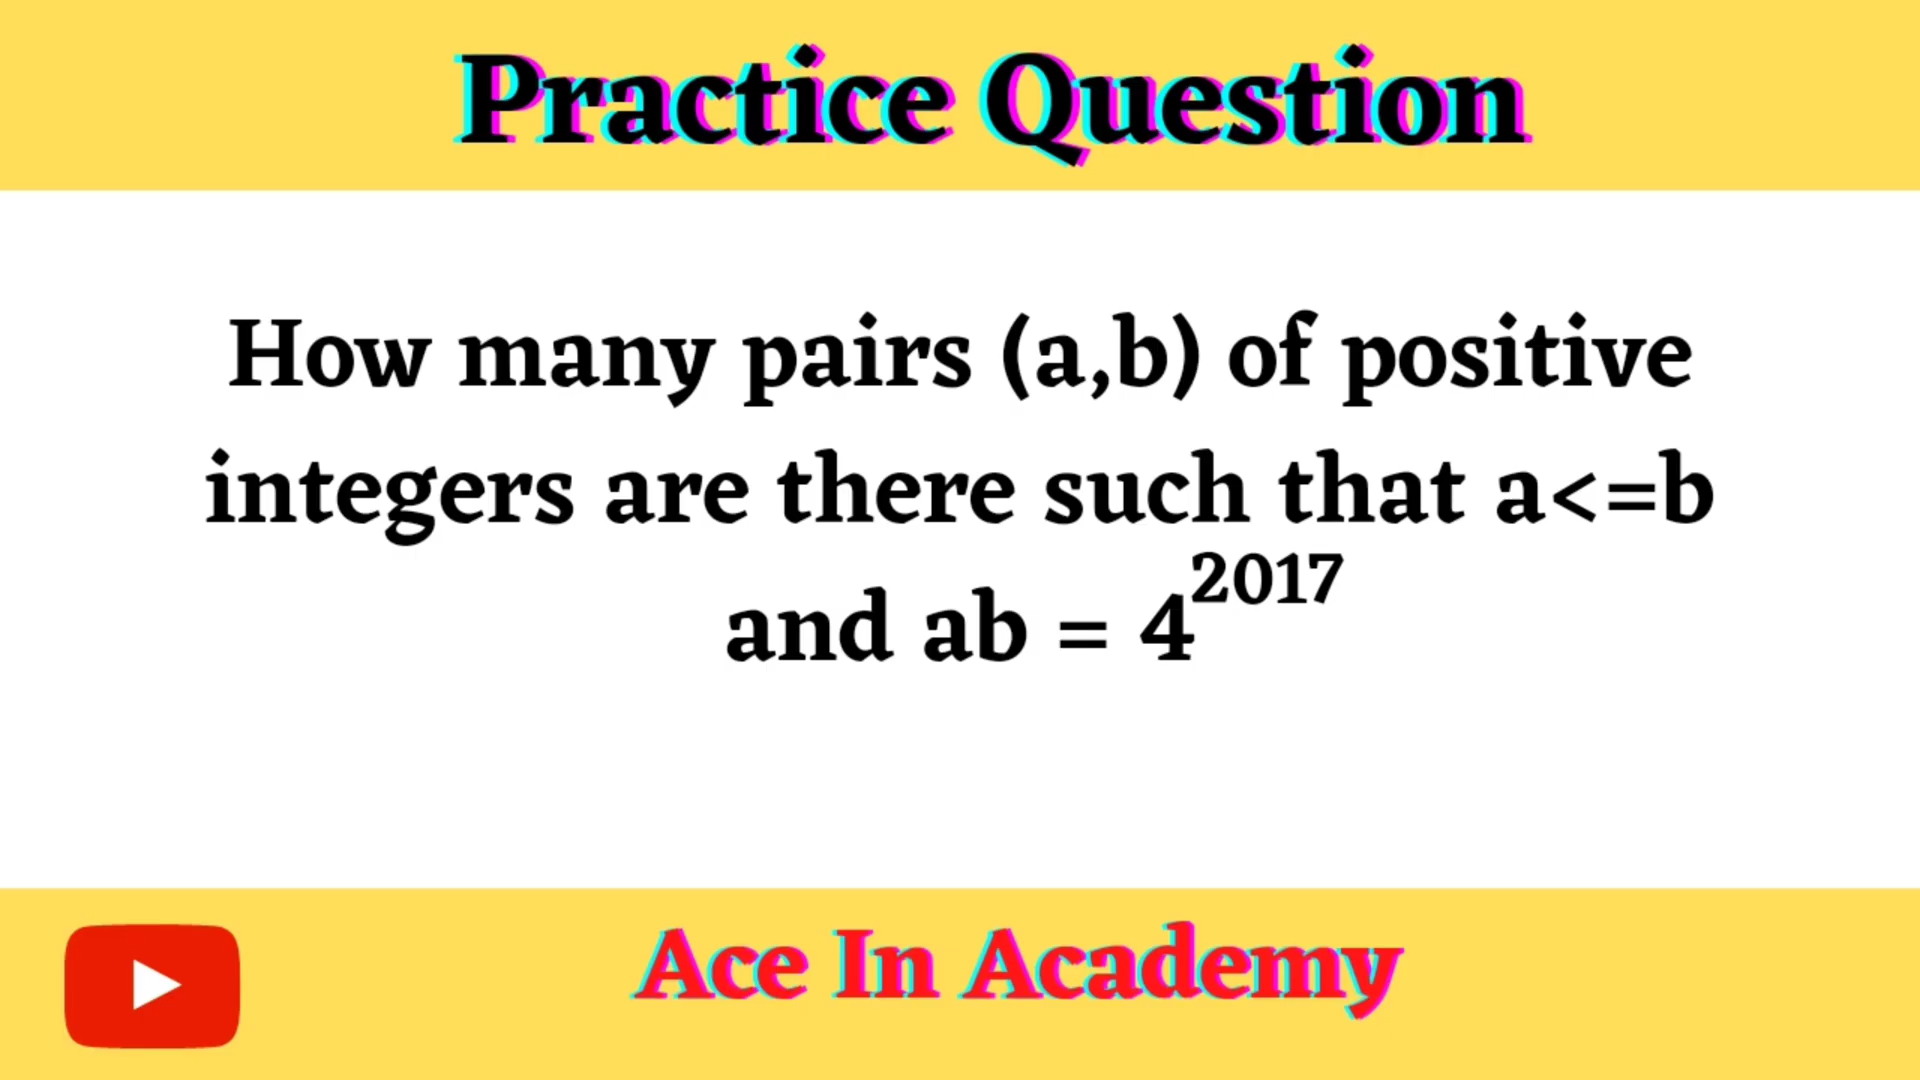 Practice Question
How many pairs (a,b) of positive
integers are there such that a<=b
and ab = 4^2017
Ace In Academy